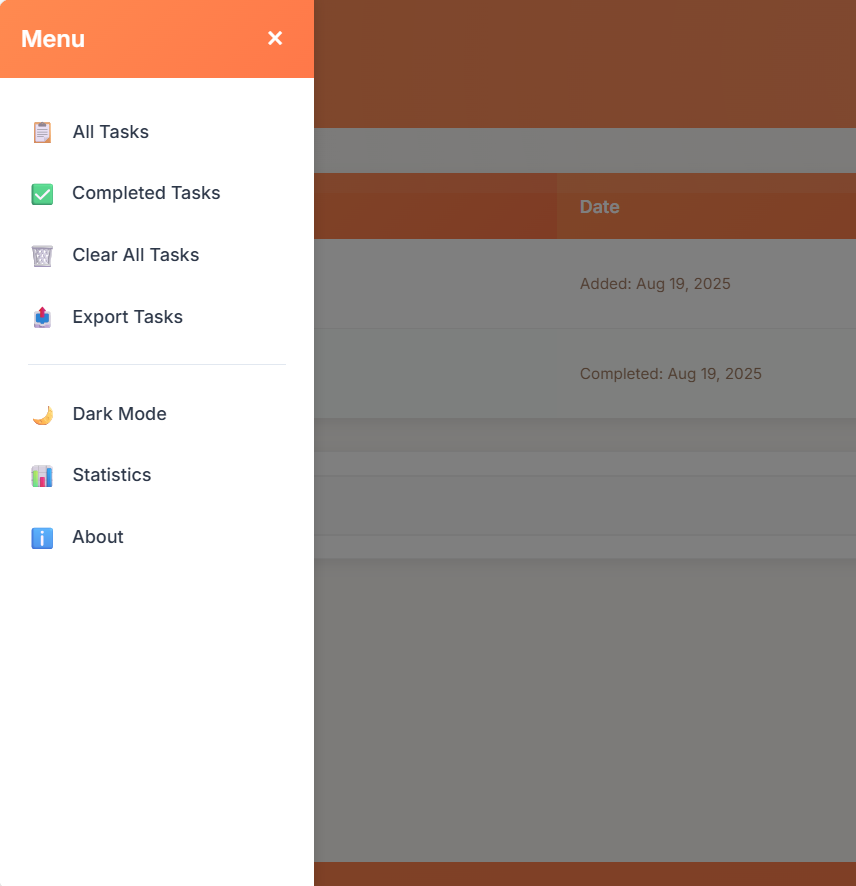 Menu ✕
All Tasks
Completed Tasks
Clear All Tasks
Export Tasks
Dark Mode
Statistics
About
Date
Added: Aug 19, 2025
Completed: Aug 19, 2025